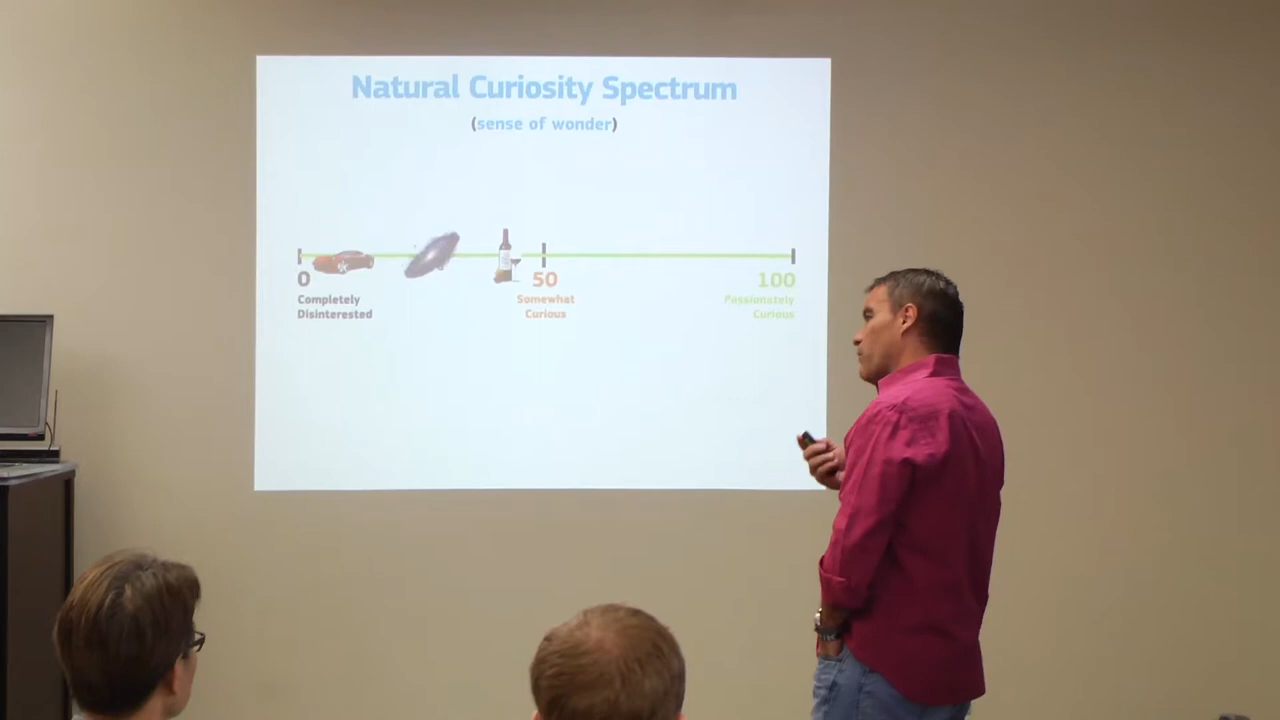 Natural Curiosity Spectrum
(sense of wonder)
0
Completely
Disinterested
50
Somewhat
Curious
100
Passionately
Curious